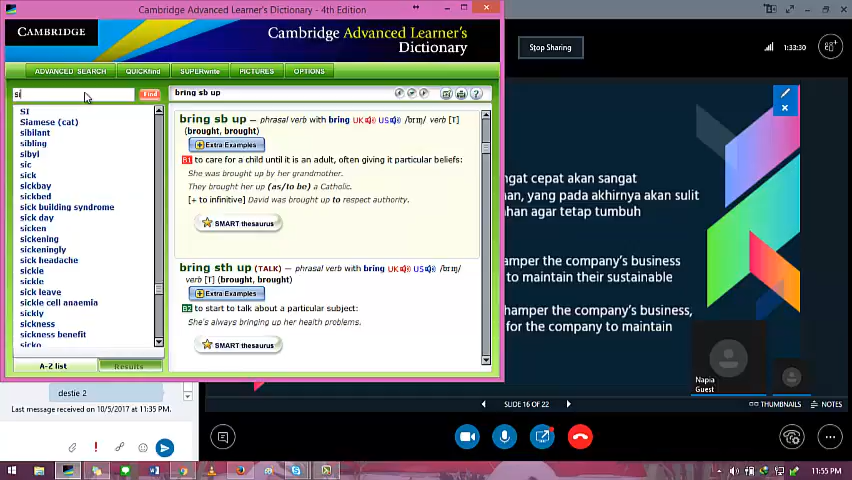 Cambridge Advanced Learner's Dictionary - 4th Edition
CAMBRIDGE
Cambridge Advanced Learner's
Dictionary
ADVANCED SEARCH
QUICKfind
SUPERwrite
PICTURES
OPTIONS
si
Find
bring sb up
SI
Siamese (cat)
sibilant
sibling
sibyl
sic
sick
sickbay
sickbed
sick building syndrome
sick day
sicken
sickening
sickeningly
sick headache
sickie
sickle
sick leave
sickle cell anaemia
sickly
sickness
sickness benefit
sicko
A-Z list
Results
bring sb up — phrasal verb with bring UK US /brɪŋ/ verb [T]
(brought, brought)
Extra Examples
B1 to care for a child until it is an adult, often giving it particular beliefs:
She was brought up by her grandmother.
They brought her up (as/to be) a Catholic.
[+ to infinitive] David was brought up to respect authority.
SMART thesaurus
bring sth up (TALK) — phrasal verb with bring UK US /brɪŋ/
verb [T] (brought, brought)
Extra Examples
B2 to start to talk about a particular subject:
She's always bringing up her health problems.
SMART thesaurus
Stop Sharing
1:33:30
ngat cepat akan sangat
han, yang pada akhirnya akan sulit
ahan agar tetap tumbuh
amper the company's business
to maintain their sustainable
hamper the company's business,
for the company to maintain
Napia
Guest
destie 2
Last message received on 10/5/2017 at 11:35 PM.
SLIDE 16 OF 22
THUMBNAILS
NOTES
11:55 PM